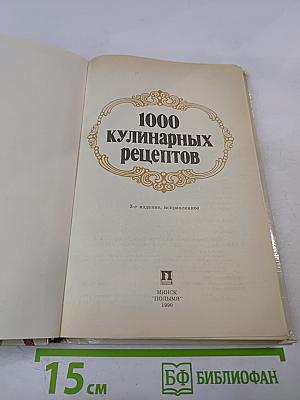 1000
КУЛИНАРНЫХ
РЕЦЕПТОВ
2-е издание, исправленное
МИНСК
"ПОЛЫМЯ"
1990
15 см
БФ БИБЛИОФАН